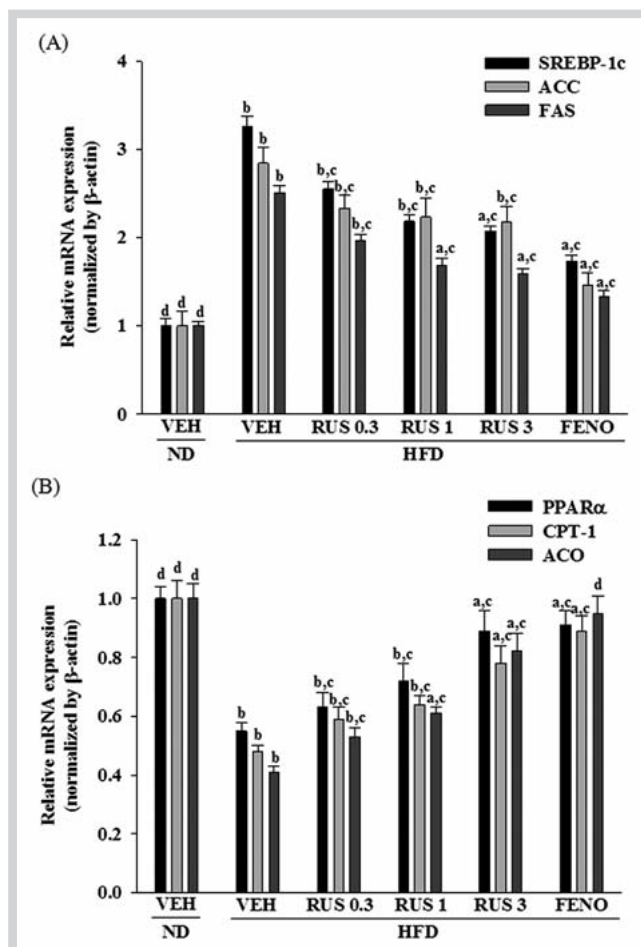 (A)
SREBP-1c
ACC
FAS
Relative mRNA expression
(normalized by β-actin)
4
3
2
1
0
d d d
b b b
b,c b,c b,c
b,c b,c a,c
a,c b,c a,c
a,c a,c a,c
VEH VEH RUS 0.3 RUS 1 RUS 3 FENO
ND HFD
(B)
PPARα
CPT-1
ACO
Relative mRNA expression
(normalized by β-actin)
1.2
1.0
0.8
0.6
0.4
0.2
0.0
d d d
b b b
b,c b,c b,c
b,c b,c a,c
a,c a,c a,c
a,c a,c d
VEH VEH RUS 0.3 RUS 1 RUS 3 FENO
ND HFD